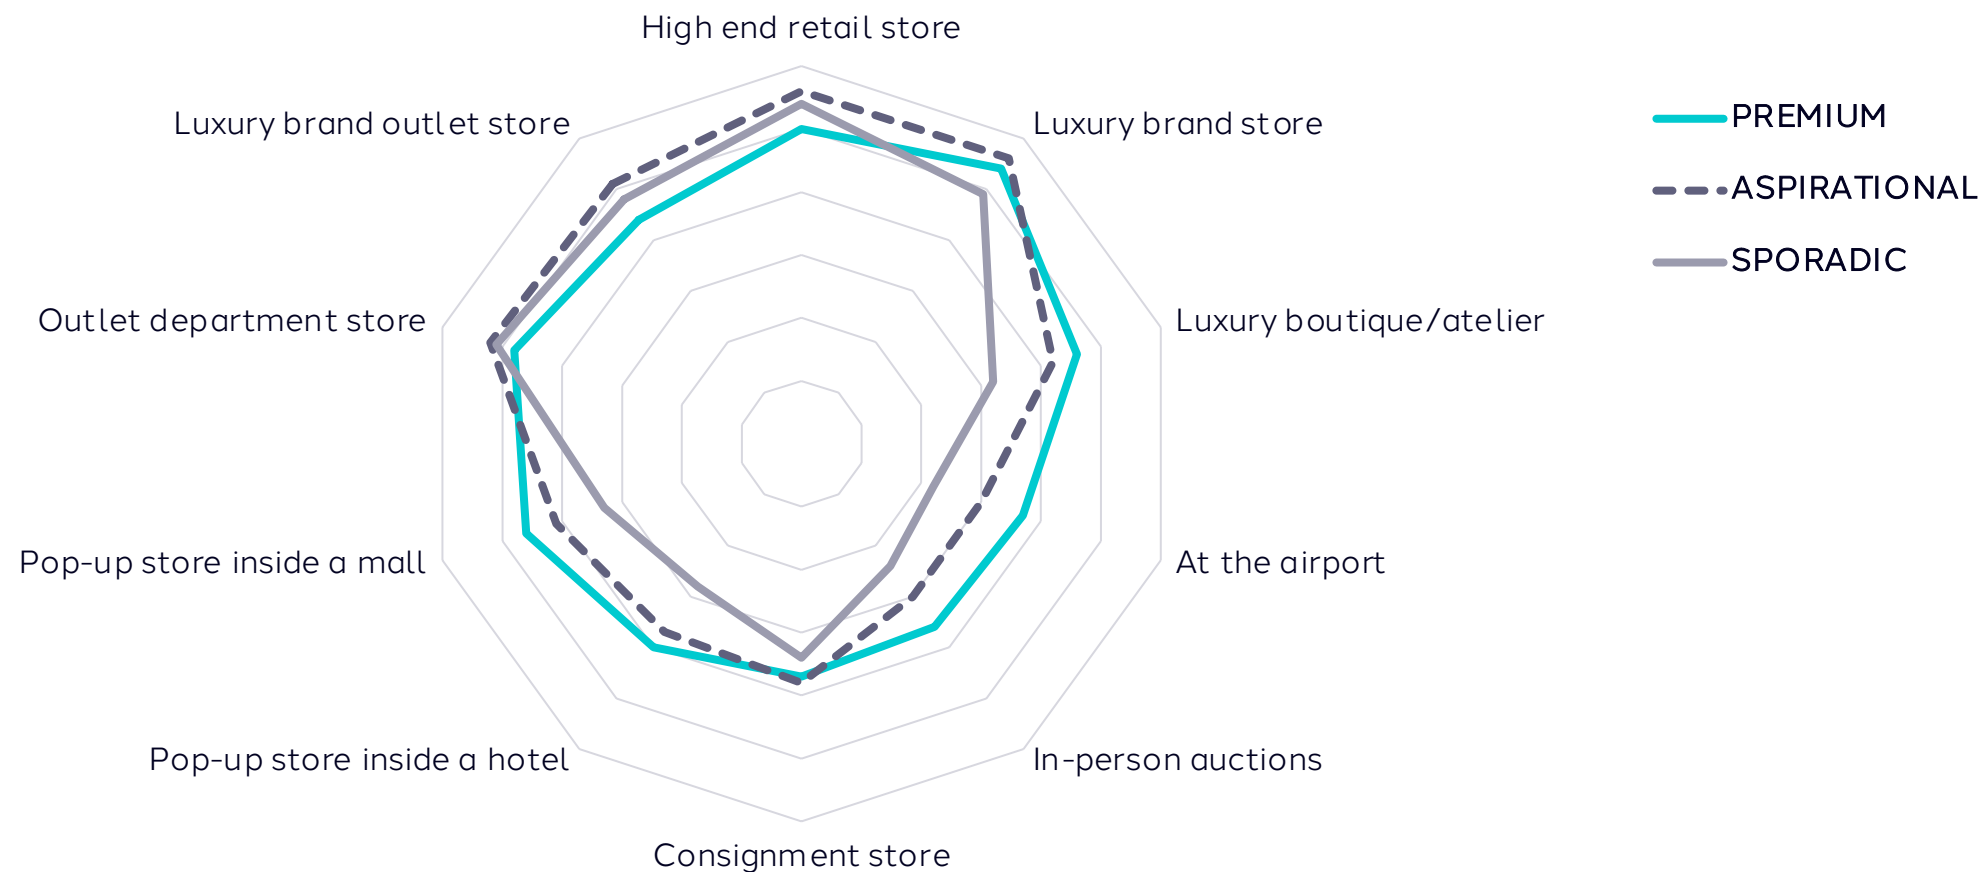 High end retail store
Luxury brand outlet store
Luxury brand store
PREMIUM
ASPIRATIONAL
SPORADIC
Outlet department store
Luxury boutique/atelier
Pop-up store inside a mall
At the airport
Pop-up store inside a hotel
In-person auctions
Consignment store